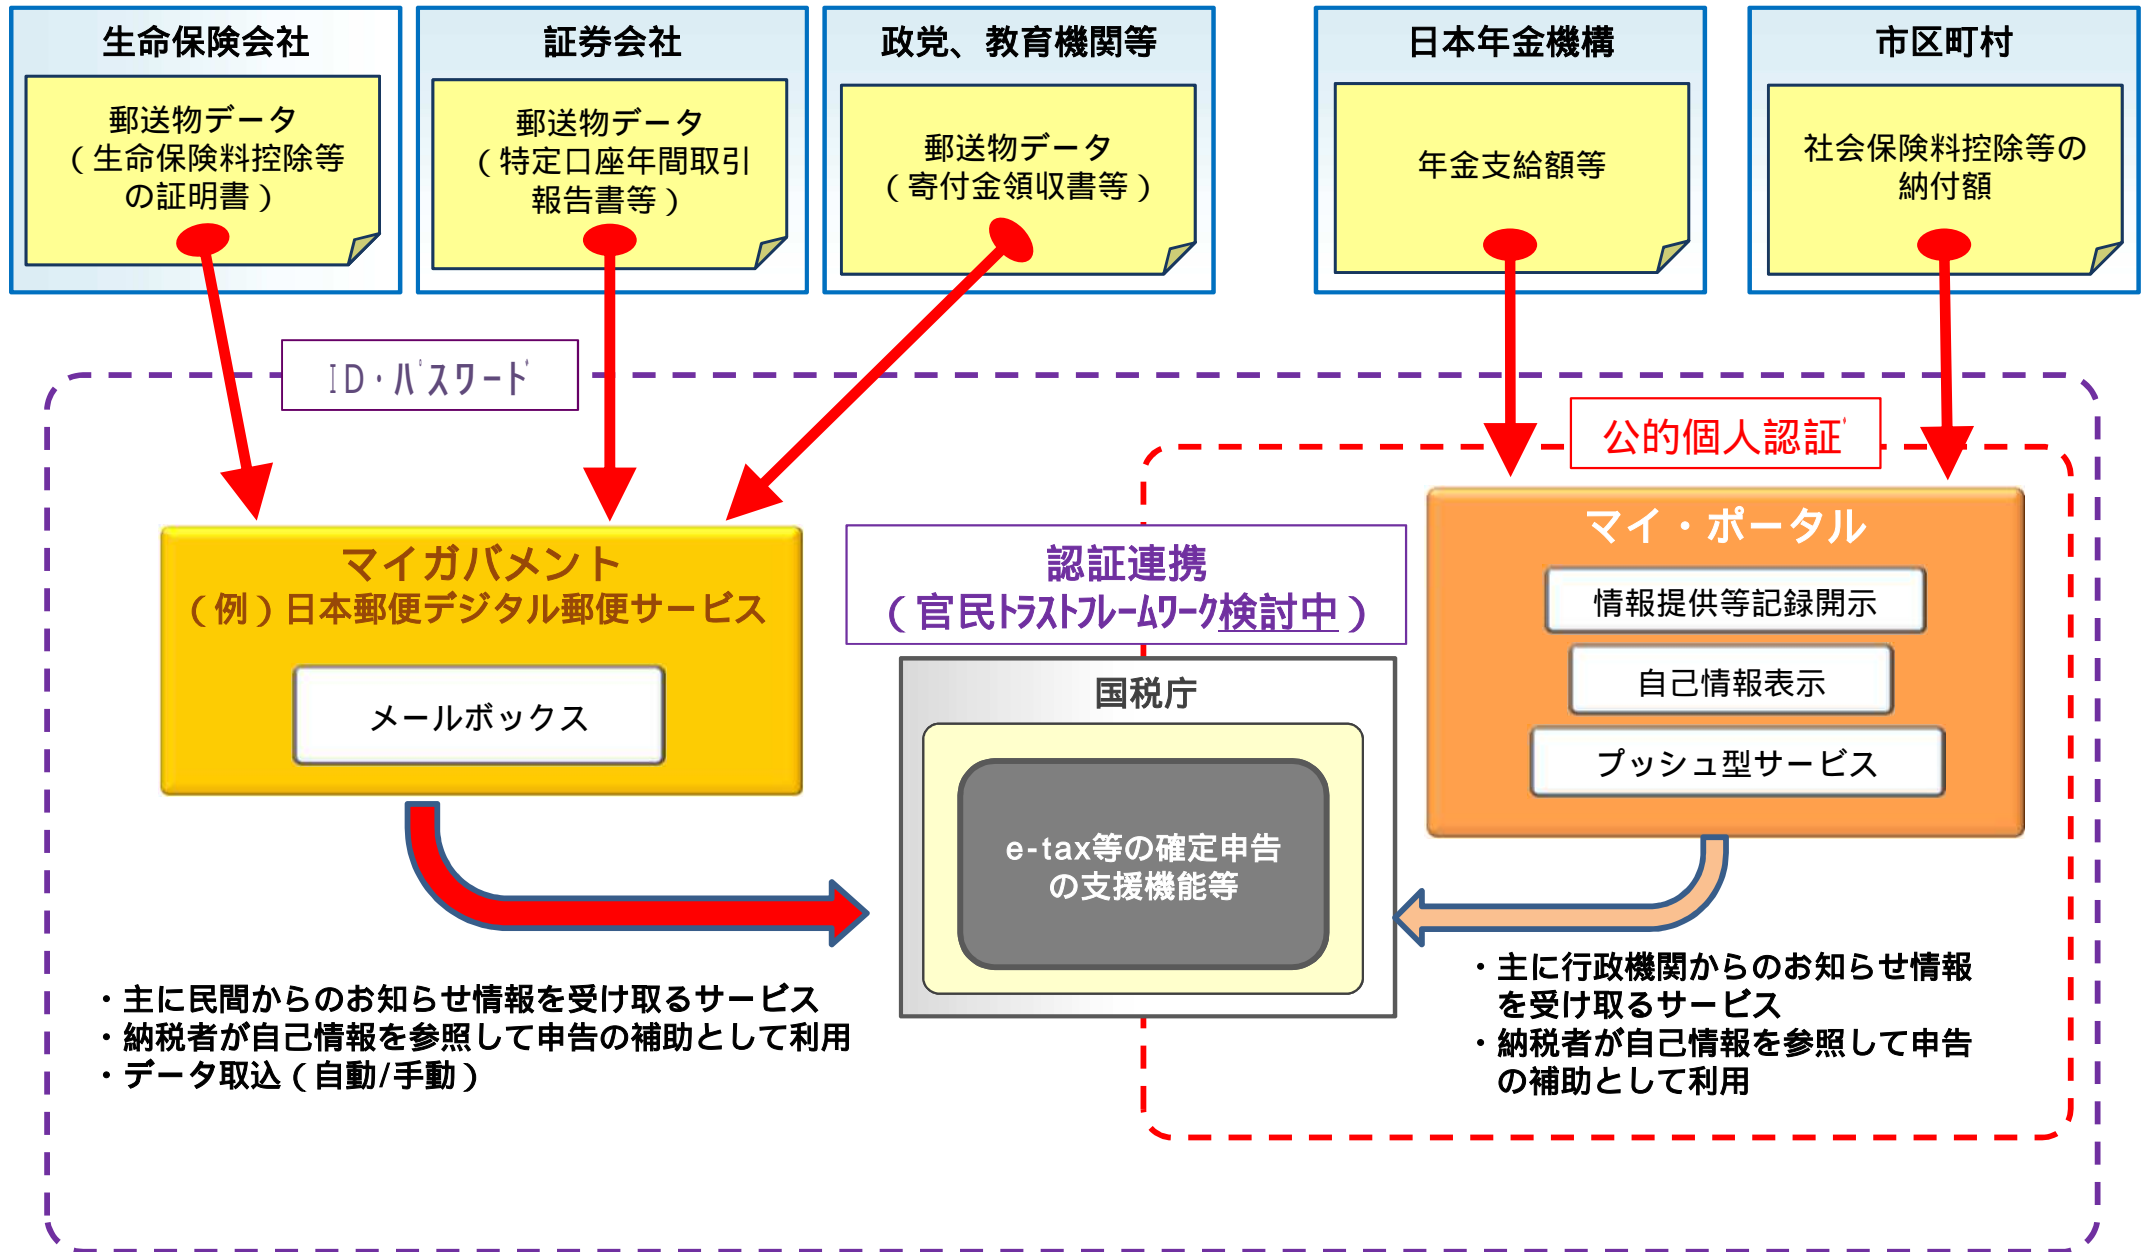 生命保険会社
郵送物データ
（生命保険料控除等
の証明書）
証券会社
郵送物データ
（特定口座年間取引
報告書等）
政党、教育機関等
郵送物データ
（寄付金領収書等）
日本年金機構
年金支給額等
市区町村
社会保険料控除等の
納付額
ID・パスワード
公的個人認証
マイガバメント
（例）日本郵便デジタル郵便サービス
メールボックス
認証連携
（官民トラストフレームワーク検討中）
国税庁
e-tax等の確定申告
の支援機能等
マイ・ポータル
情報提供等記録開示
自己情報表示
プッシュ型サービス
・主に民間からのお知らせ情報を受け取るサービス
・納税者が自己情報を参照して申告の補助として利用
・データ取込（自動/手動）
・主に行政機関からのお知らせ情報
を受け取るサービス
・納税者が自己情報を参照して申告
の補助として利用